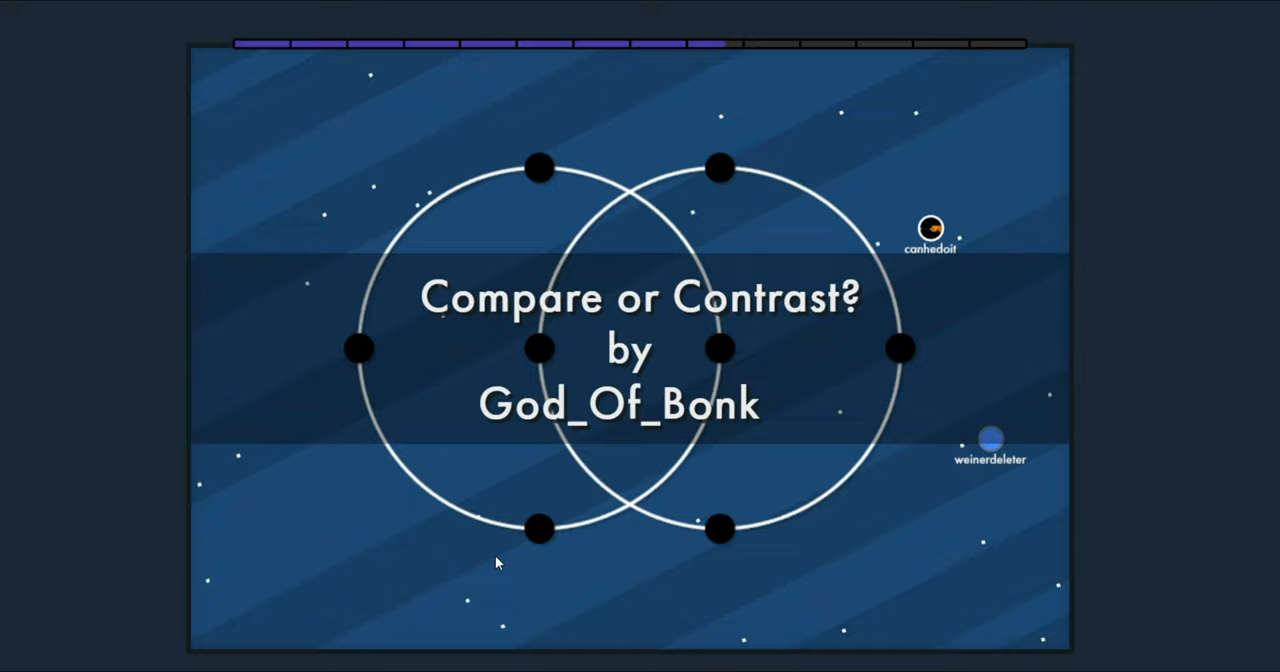 canhedoit
Compare or Contrast?
by
God_Of_Bonk
weinerdeleter